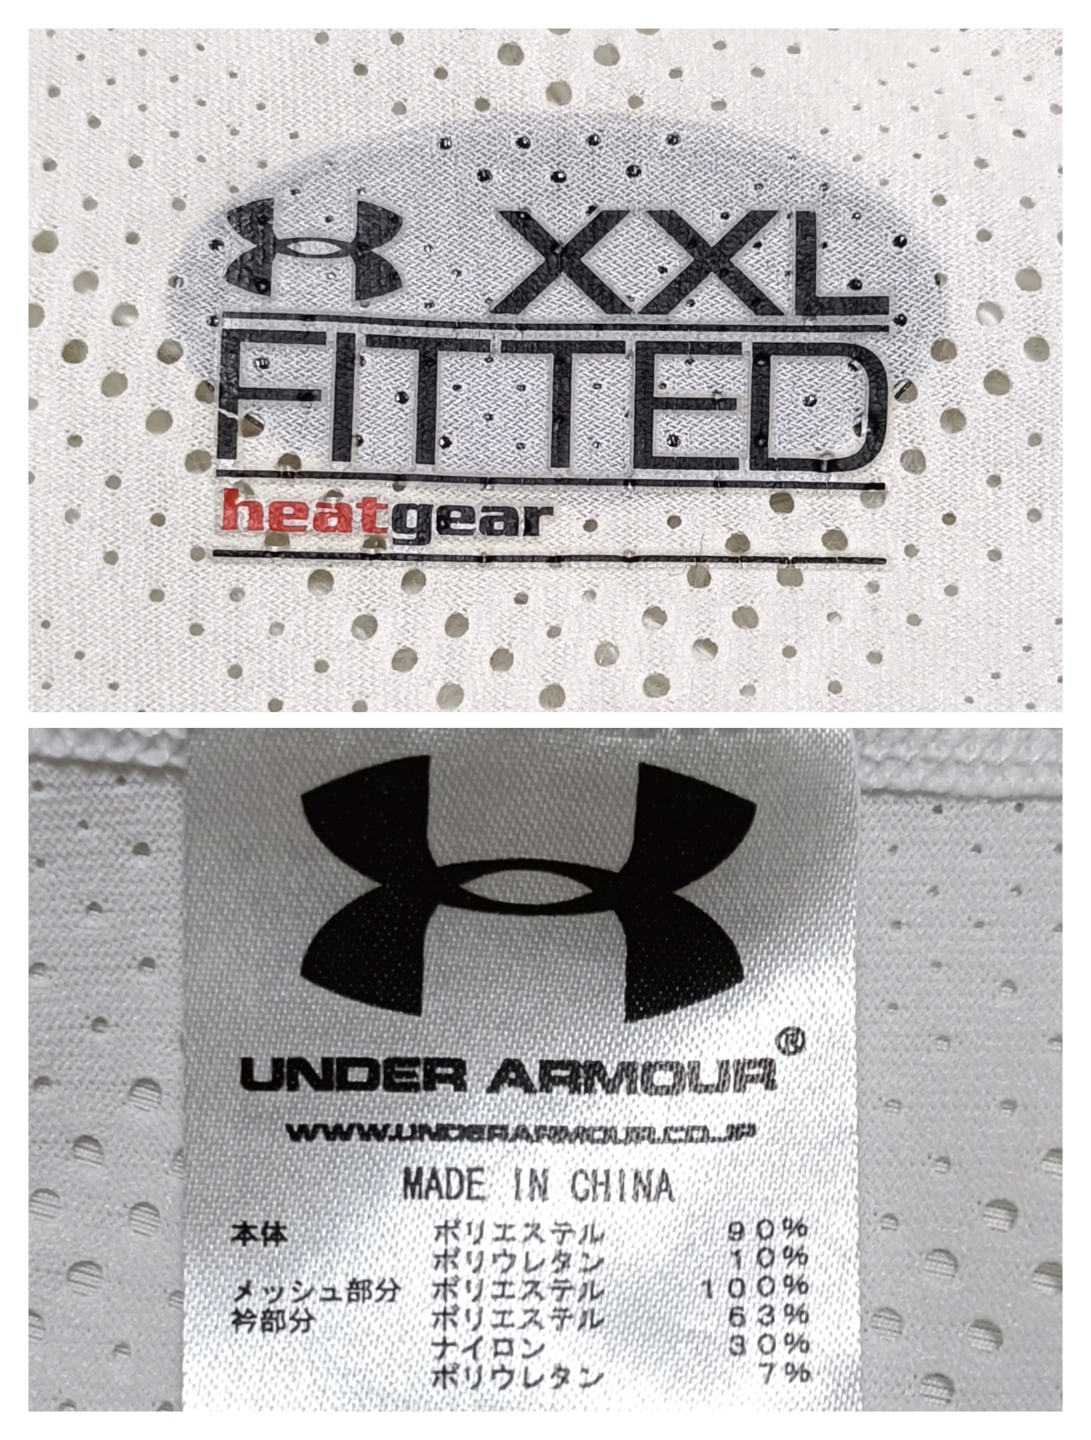 XXL
FITTED
heatgear
UNDER ARMOUR®
WWW.UNDERARMOUR.CO.JP
MADE IN CHINA
本体 ポリエステル 90%
ポリウレタン 10%
メッシュ部分 ポリエステル 100%
衿部分 ポリエステル 63%
ナイロン 30%
ポリウレタン 7%